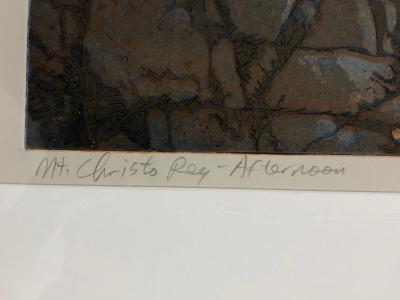 Mt. Christo Rey - Afternoon